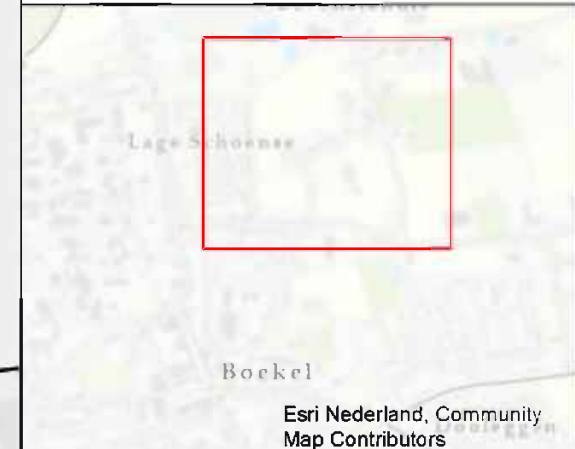 Lage Schoense
Boekel
Esri Nederland, Community
Map Contributors